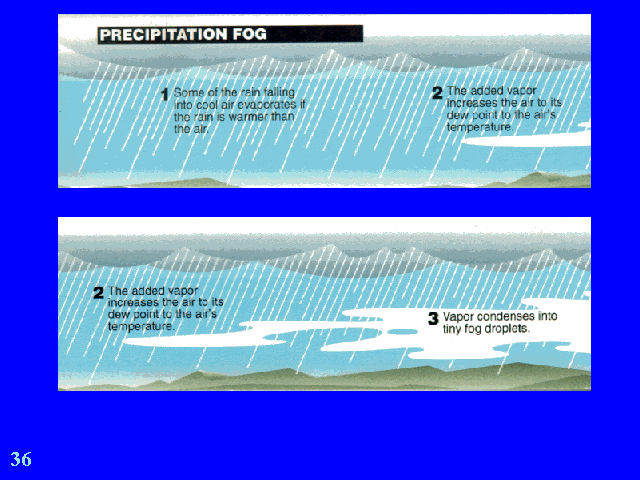 PRECIPITATION FOG
1 Some of the rain falling
into cool air evaporates if
the rain is warmer than
the air.
2 The added vapor
increases the air to its
dew point to the air's
temperature.
2 The added vapor
increases the air to its
dew point to the air's
temperature.
3 Vapor condenses into
tiny fog droplets.
36